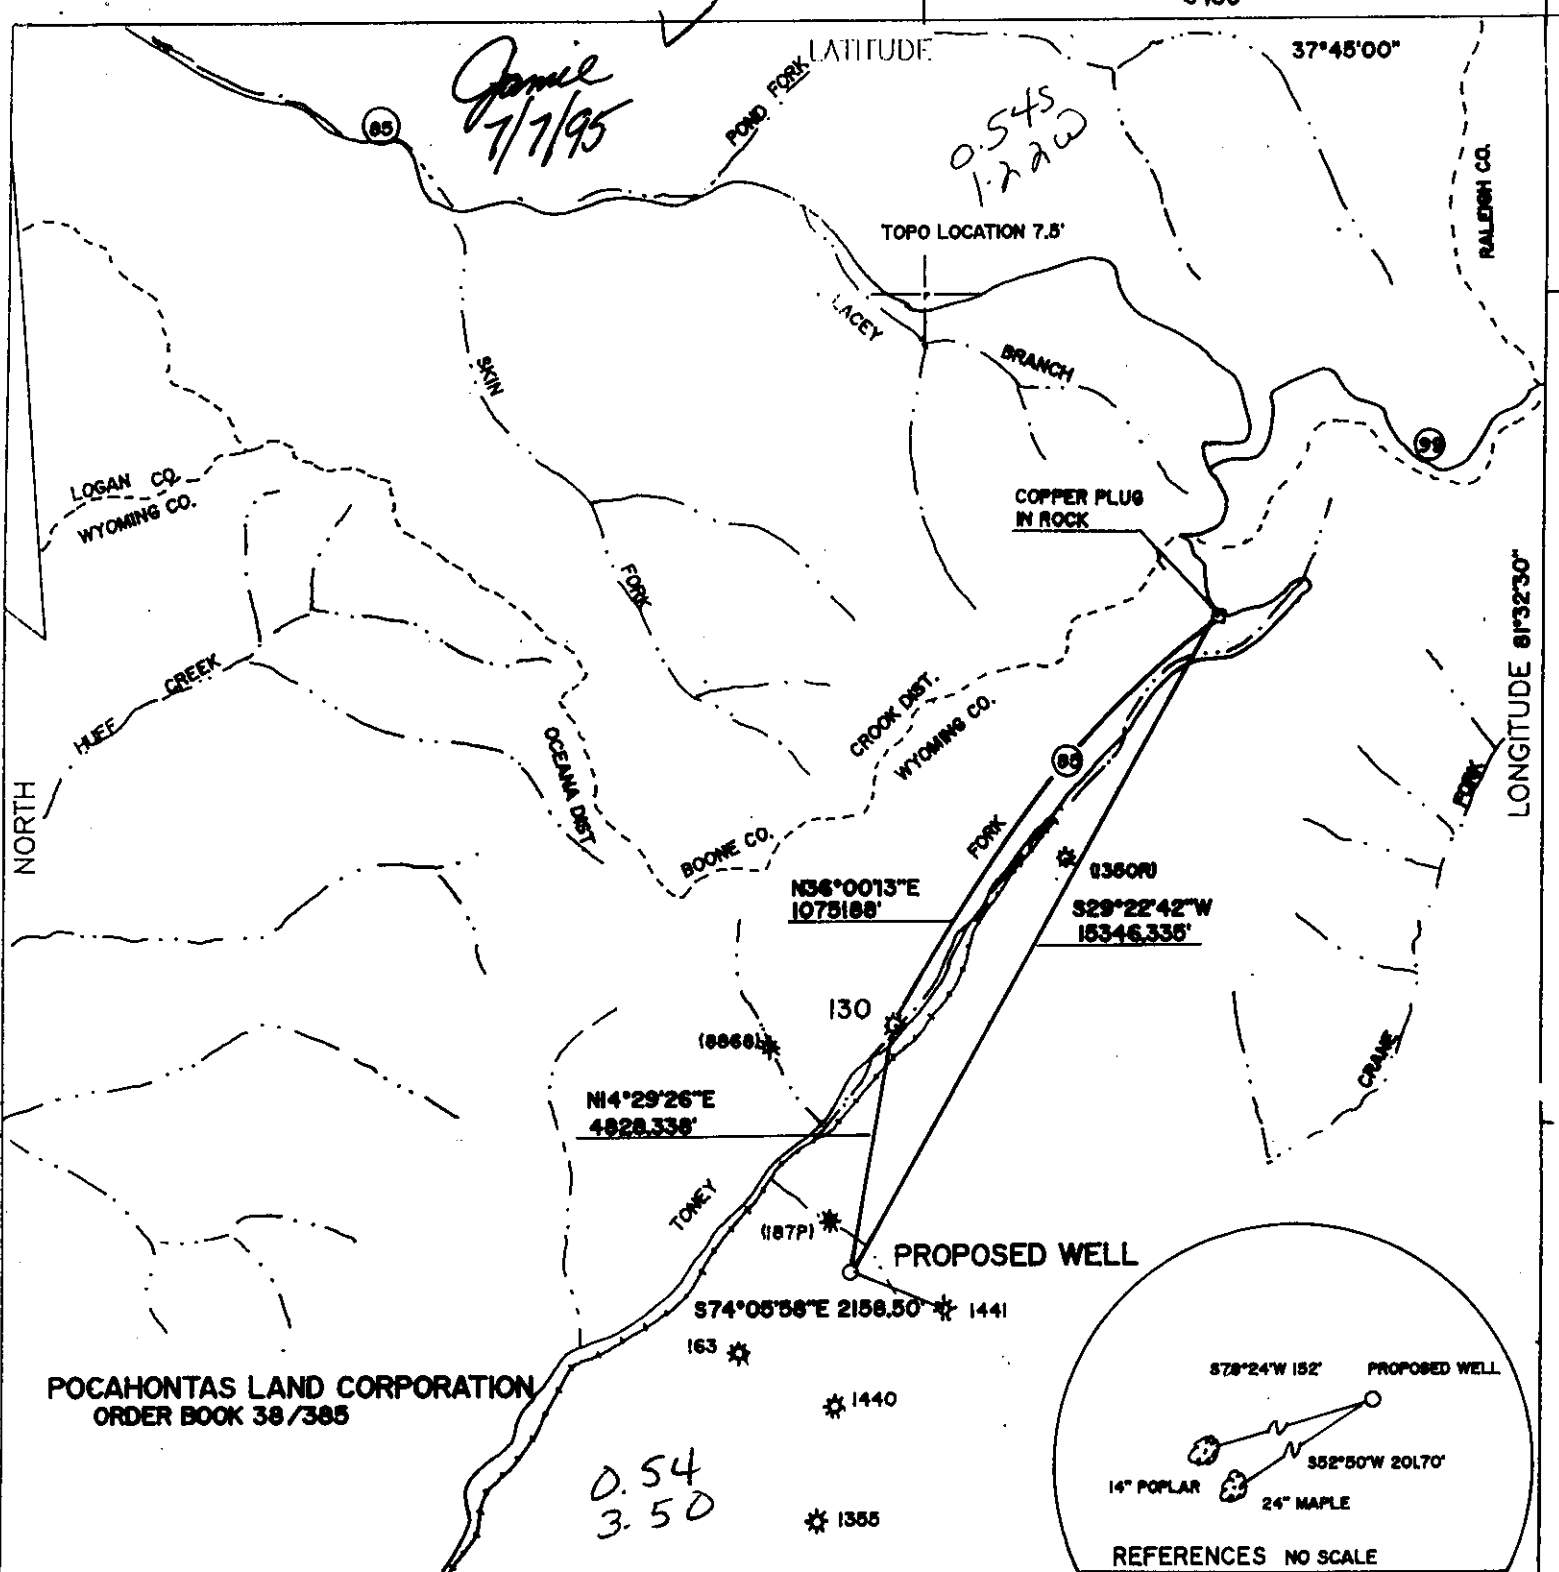 LATITUDE
37°45'00"
Jamie
7/7/95
85
POND FORK
0.54S
1.22W
RALEIGH CO.
TOPO LOCATION 7.5'
LACEY
BRANCH
SKIN
FORK
99
LOGAN CO.
WYOMING CO.
COPPER PLUG
IN ROCK
LONGITUDE 81°32'30"
HUFF
CREEK
OCEANA DIST
CROOK DIST.
WYOMING CO.
BOONE CO.
NORTH
85
FORK
FORK
CRANE
N36°00'13"E
10751.88'
S29°22'42"W
15346.335'
130
N14°29'26"E
4828.338'
TONEY
(187P)
PROPOSED WELL
S74°05'58"E 2158.50'
1441
163
1440
1355
POCAHONTAS LAND CORPORATION
ORDER BOOK 38/385
0.54
3.50
S78°24'W 152'
PROPOSED WELL
S52°50'W 201.70'
14" POPLAR
24" MAPLE
REFERENCES NO SCALE